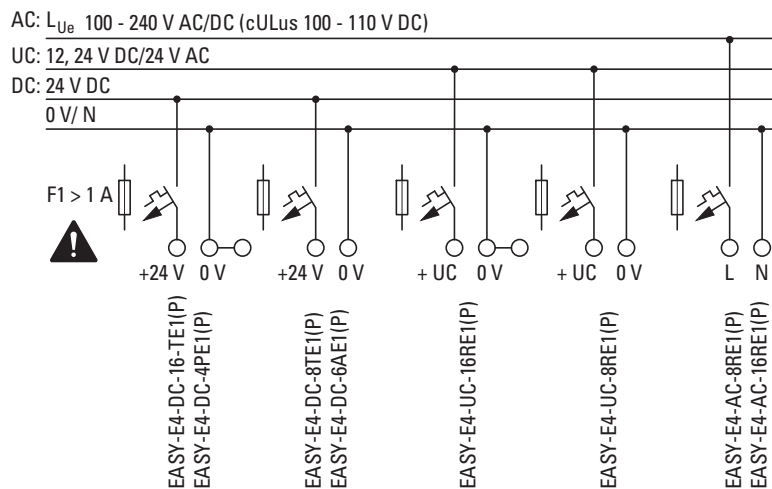 AC: LUe 100 - 240 V AC/DC (cULus 100 - 110 V DC)
UC: 12, 24 V DC/24 V AC
DC: 24 V DC
0 V/ N
F1 > 1 A
+24 V 0 V +24 V 0 V + UC 0 V + UC 0 V L N
EASY-E4-DC-16-TE1(P)
EASY-E4-DC-4PE1(P)
EASY-E4-DC-8TE1(P)
EASY-E4-DC-6AE1(P)
EASY-E4-UC-16RE1(P)
EASY-E4-UC-8RE1(P)
EASY-E4-AC-8RE1(P)
EASY-E4-AC-16RE1(P)